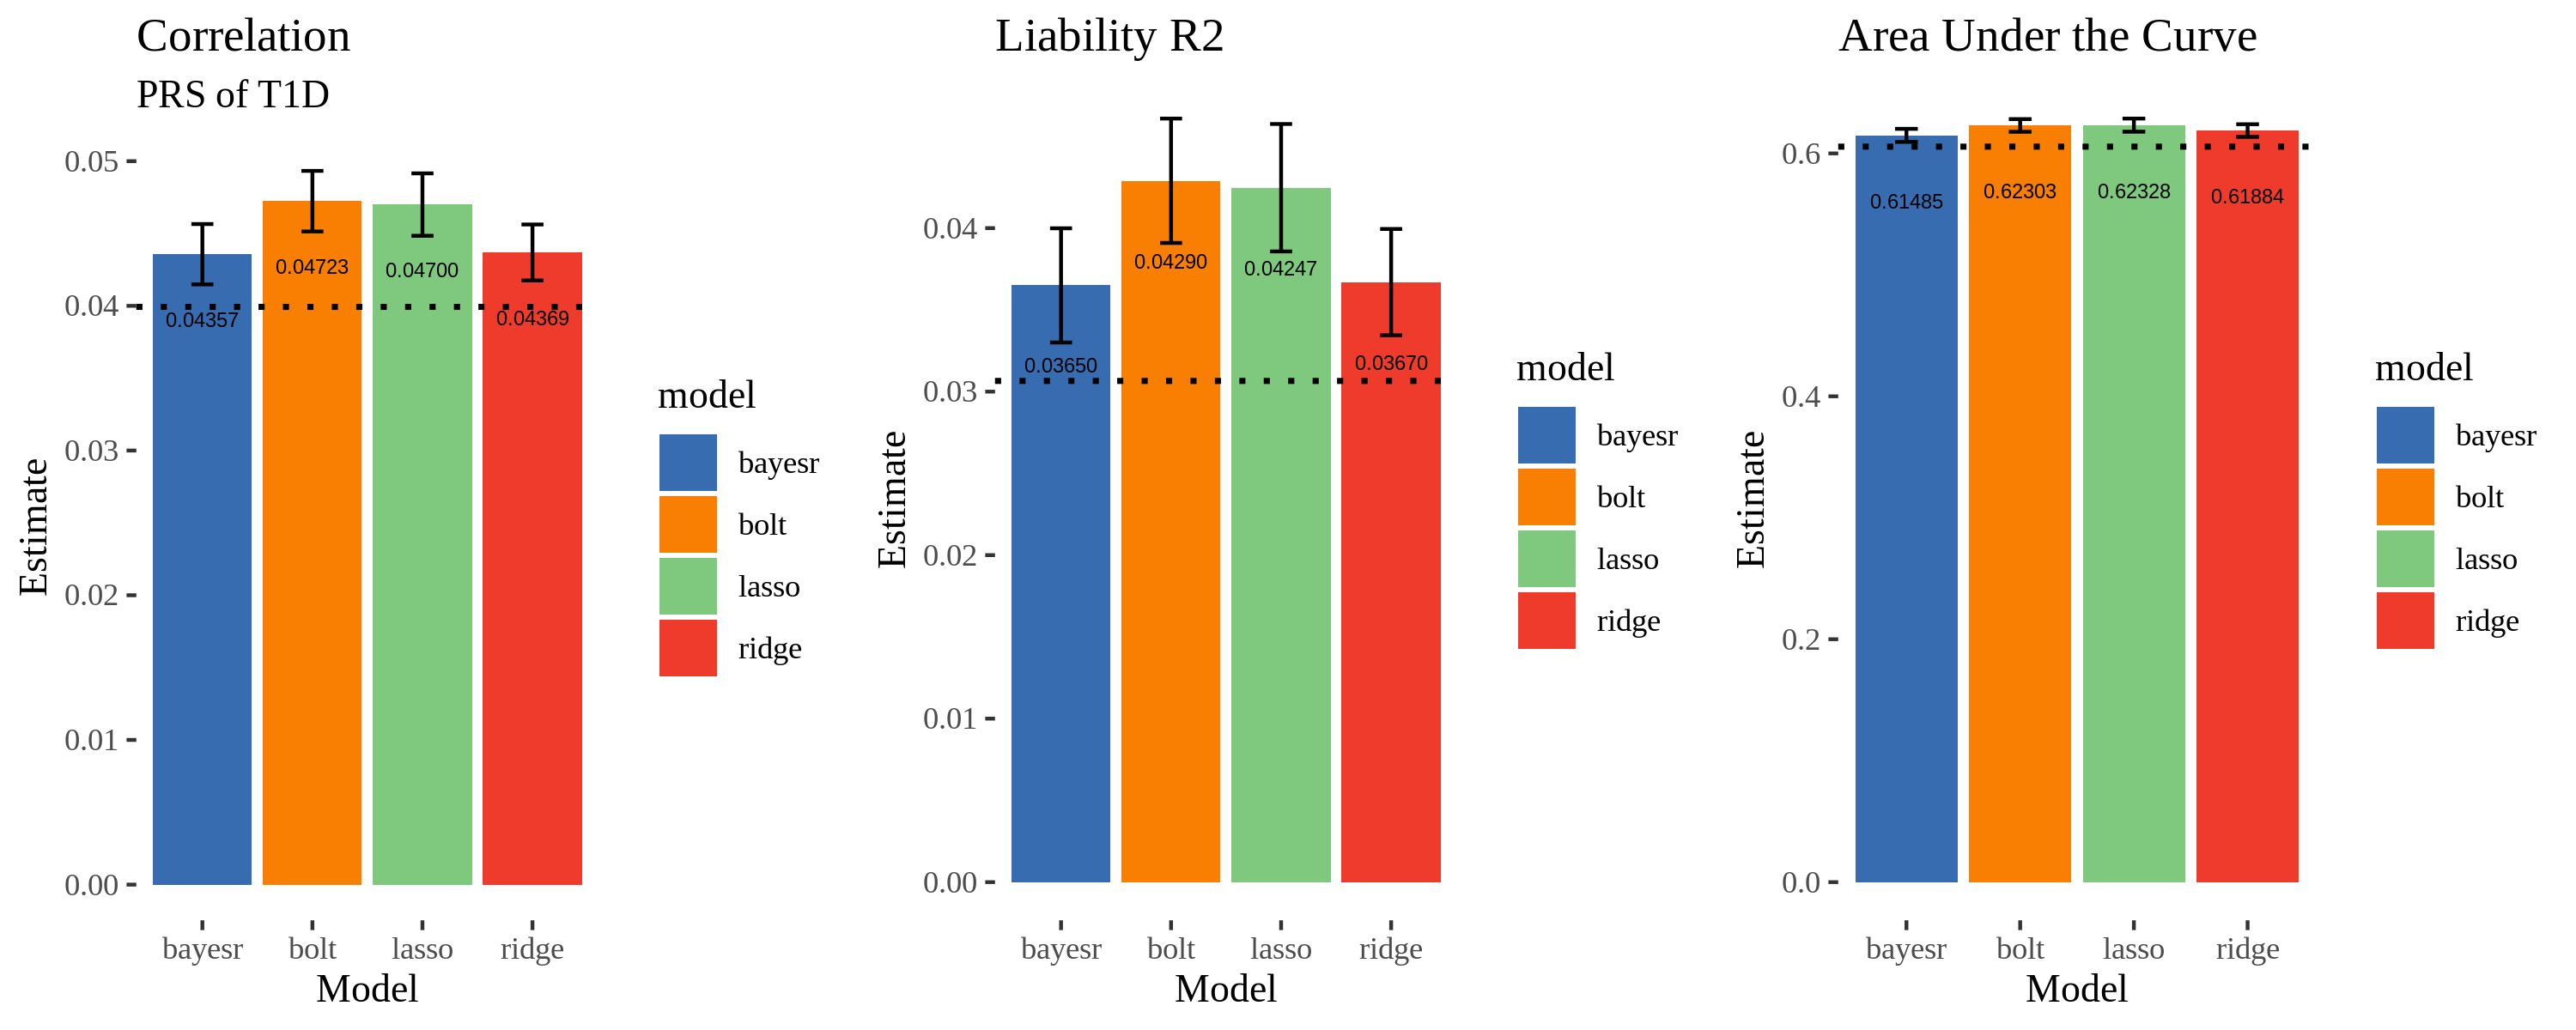 Correlation
PRS of T1D
Estimate
0.05
0.04
0.03
0.02
0.01
0.00
0.04357
0.04723
0.04700
0.04369
bayesr
bolt
lasso
ridge
Model
model
bayesr
bolt
lasso
ridge
Liability R2
Estimate
0.04
0.03
0.02
0.01
0.00
0.03650
0.04290
0.04247
0.03670
bayesr
bolt
lasso
ridge
Model
model
bayesr
bolt
lasso
ridge
Area Under the Curve
Estimate
0.6
0.4
0.2
0.0
0.61485
0.62303
0.62328
0.61884
bayesr
bolt
lasso
ridge
Model
model
bayesr
bolt
lasso
ridge